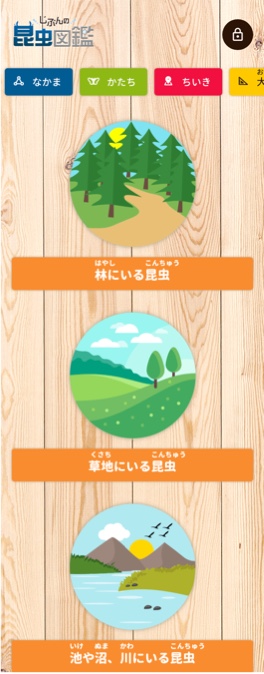 じぶんの
昆虫図鑑
なかま
かたち
ちいき
はやし こんちゅう
林にいる昆虫
くさち こんちゅう
草地にいる昆虫
いけ ぬま かわ こんちゅう
池や沼、川にいる昆虫